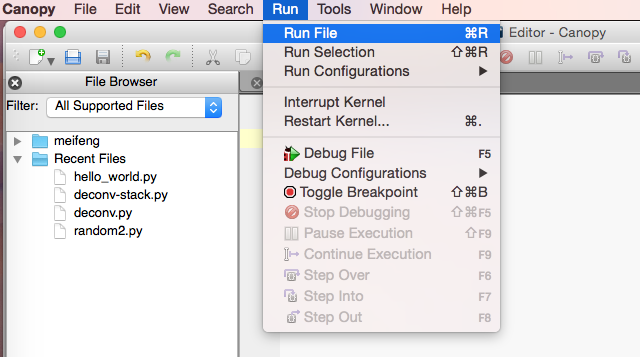 Canopy File Edit View Search Run Tools Window Help
Editor - Canopy
File Browser
Filter: All Supported Files
meifeng
Recent Files
hello_world.py
deconv-stack.py
deconv.py
random2.py
Run File ⌘R
Run Selection ⇧⌘R
Run Configurations ▶
Interrupt Kernel
Restart Kernel... ⌘.
Debug File F5
Debug Configurations ▶
Toggle Breakpoint ⇧⌘B
Stop Debugging ⇧⌘F5
Pause Execution ⇧F9
Continue Execution F9
Step Over F6
Step Into F7
Step Out F8